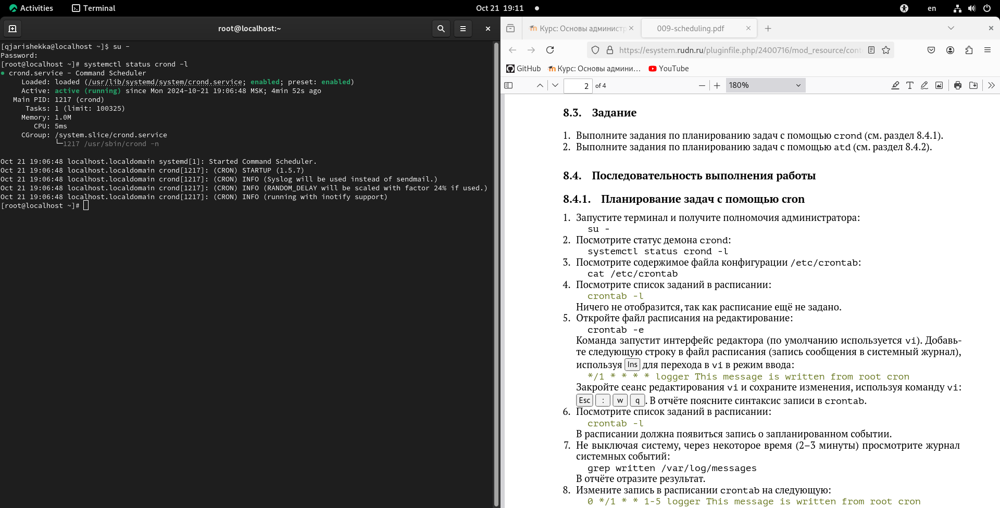 Activities Terminal Oct 21 19:11 en
root@localhost:~
[qjarishekka@localhost ~]$ su -
Password:
[root@localhost ~]# systemctl status crond -l
● crond.service - Command Scheduler
Loaded: loaded (/usr/lib/systemd/system/crond.service; enabled; preset: enabled)
Active: active (running) since Mon 2024-10-21 19:06:48 MSK; 4min 52s ago
Main PID: 1217 (crond)
Tasks: 1 (limit: 100325)
Memory: 1.0M
CPU: 5ms
CGroup: /system.slice/crond.service
└─1217 /usr/sbin/crond -n
Oct 21 19:06:48 localhost.localdomain systemd[1]: Started Command Scheduler.
Oct 21 19:06:48 localhost.localdomain crond[1217]: (CRON) STARTUP (1.5.7)
Oct 21 19:06:48 localhost.localdomain crond[1217]: (CRON) INFO (Syslog will be used instead of sendmail.)
Oct 21 19:06:48 localhost.localdomain crond[1217]: (CRON) INFO (RANDOM_DELAY will be scaled with factor 24% if used.)
Oct 21 19:06:48 localhost.localdomain crond[1217]: (CRON) INFO (running with inotify support)
[root@localhost ~]#
Курс: Основы администр 009-scheduling.pdf
https://esystem.rudn.ru/pluginfile.php/2400716/mod_resource/cont
GitHub Курс: Основы админи… YouTube
2 of 4 180%
8.3. Задание
1. Выполните задания по планированию задач с помощью crond (см. раздел 8.4.1).
2. Выполните задания по планированию задач с помощью atd (см. раздел 8.4.2).
8.4. Последовательность выполнения работы
8.4.1. Планирование задач с помощью cron
1. Запустите терминал и получите полномочия администратора:
su -
2. Посмотрите статус демона crond:
systemctl status crond -l
3. Посмотрите содержимое файла конфигурации /etc/crontab:
cat /etc/crontab
4. Посмотрите список заданий в расписании:
crontab -l
Ничего не отобразится, так как расписание ещё не задано.
5. Откройте файл расписания на редактирование:
crontab -e
Команда запустит интерфейс редактора (по умолчанию используется vi). Добавь-
те следующую строку в файл расписания (запись сообщения в системный журнал),
используя Ins для перехода в vi в режим ввода:
*/1 * * * * logger This message is written from root cron
Закройте сеанс редактирования vi и сохраните изменения, используя команду vi:
Esc : w q. В отчёте поясните синтаксис записи в crontab.
6. Посмотрите список заданий в расписании:
crontab -l
В расписании должна появиться запись о запланированном событии.
7. Не выключая систему, через некоторое время (2–3 минуты) просмотрите журнал
системных событий:
grep written /var/log/messages
В отчёте отразите результат.
8. Измените запись в расписании crontab на следующую:
0 */1 * * 1-5 logger This message is written from root cron